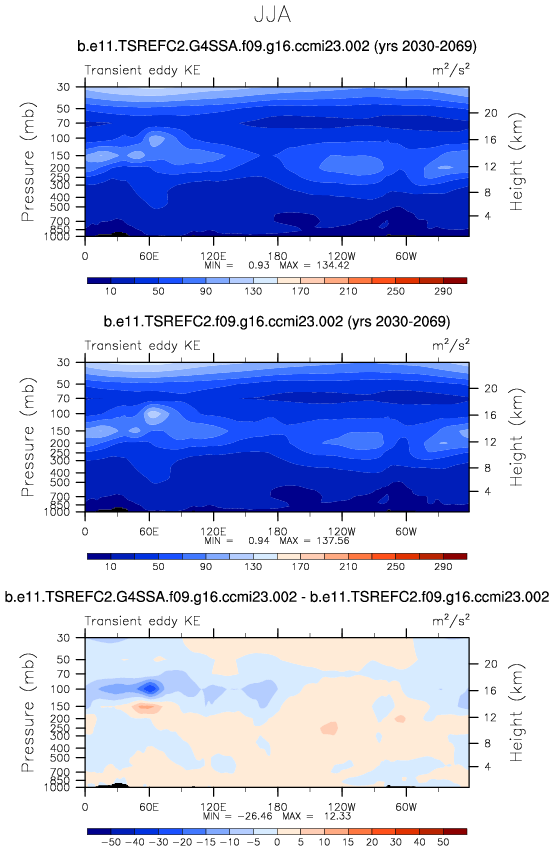 JJA
b.e11.TSREFC2.G4SSA.f09.g16.ccmi23.002 (yrs 2030-2069)
Transient eddy KE m²/s²
30
50
70
100
150
200
250
300
400
500
700
850
1000
Pressure (mb)
20
16
12
8
4
Height (km)
0 60E 120E 180 120W 60W
MIN = 0.93 MAX = 134.42
10 50 90 130 170 210 250 290
b.e11.TSREFC2.f09.g16.ccmi23.002 (yrs 2030-2069)
Transient eddy KE m²/s²
30
50
70
100
150
200
250
300
400
500
700
850
1000
Pressure (mb)
20
16
12
8
4
Height (km)
0 60E 120E 180 120W 60W
MIN = 0.94 MAX = 137.56
10 50 90 130 170 210 250 290
b.e11.TSREFC2.G4SSA.f09.g16.ccmi23.002 - b.e11.TSREFC2.f09.g16.ccmi23.002
Transient eddy KE m²/s²
30
50
70
100
150
200
250
300
400
500
700
850
1000
Pressure (mb)
20
16
12
8
4
Height (km)
0 60E 120E 180 120W 60W
MIN = -26.46 MAX = 12.33
-50 -40 -30 -20 -15 -10 -5 0 5 10 15 20 30 40 50